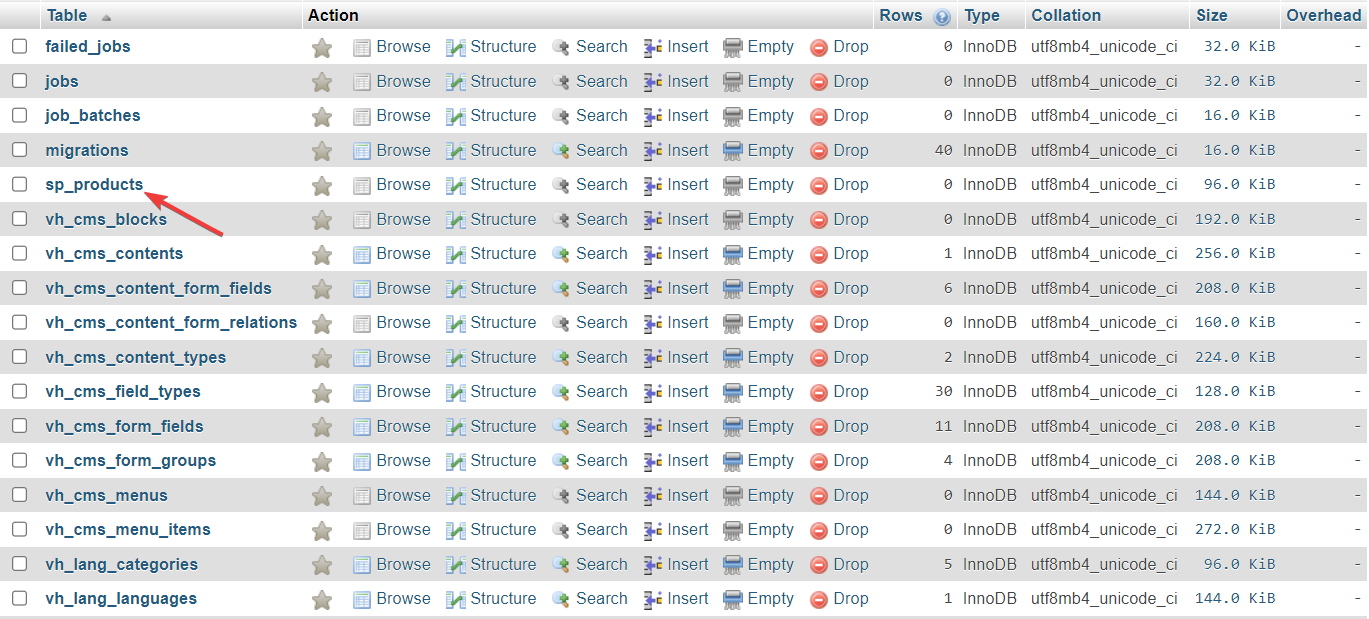 Table Action Rows Type Collation Size Overhead
failed_jobs Browse Structure Search Insert Empty Drop 0 InnoDB utf8mb4_unicode_ci 32.0 KiB -
jobs Browse Structure Search Insert Empty Drop 0 InnoDB utf8mb4_unicode_ci 32.0 KiB -
job_batches Browse Structure Search Insert Empty Drop 0 InnoDB utf8mb4_unicode_ci 16.0 KiB -
migrations Browse Structure Search Insert Empty Drop 40 InnoDB utf8mb4_unicode_ci 16.0 KiB -
sp_products Browse Structure Search Insert Empty Drop 0 InnoDB utf8mb4_unicode_ci 96.0 KiB -
vh_cms_blocks Browse Structure Search Insert Empty Drop 0 InnoDB utf8mb4_unicode_ci 192.0 KiB -
vh_cms_contents Browse Structure Search Insert Empty Drop 1 InnoDB utf8mb4_unicode_ci 256.0 KiB -
vh_cms_content_form_fields Browse Structure Search Insert Empty Drop 6 InnoDB utf8mb4_unicode_ci 208.0 KiB -
vh_cms_content_form_relations Browse Structure Search Insert Empty Drop 0 InnoDB utf8mb4_unicode_ci 160.0 KiB -
vh_cms_content_types Browse Structure Search Insert Empty Drop 2 InnoDB utf8mb4_unicode_ci 224.0 KiB -
vh_cms_field_types Browse Structure Search Insert Empty Drop 30 InnoDB utf8mb4_unicode_ci 128.0 KiB -
vh_cms_form_fields Browse Structure Search Insert Empty Drop 11 InnoDB utf8mb4_unicode_ci 208.0 KiB -
vh_cms_form_groups Browse Structure Search Insert Empty Drop 4 InnoDB utf8mb4_unicode_ci 208.0 KiB -
vh_cms_menus Browse Structure Search Insert Empty Drop 0 InnoDB utf8mb4_unicode_ci 144.0 KiB -
vh_cms_menu_items Browse Structure Search Insert Empty Drop 0 InnoDB utf8mb4_unicode_ci 272.0 KiB -
vh_lang_categories Browse Structure Search Insert Empty Drop 5 InnoDB utf8mb4_unicode_ci 96.0 KiB -
vh_lang_languages Browse Structure Search Insert Empty Drop 1 InnoDB utf8mb4_unicode_ci 144.0 KiB -